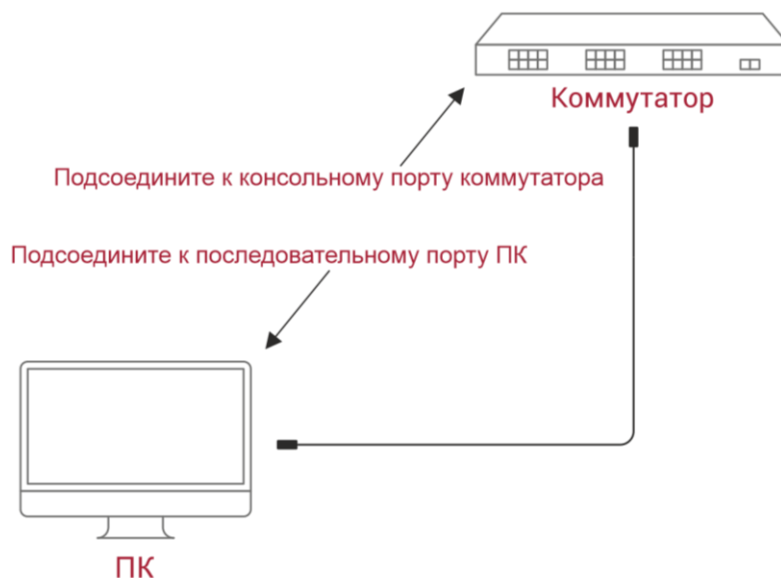 Коммутатор
Подсоедините к консольному порту коммутатора
Подсоедините к последовательному порту ПК
ПК